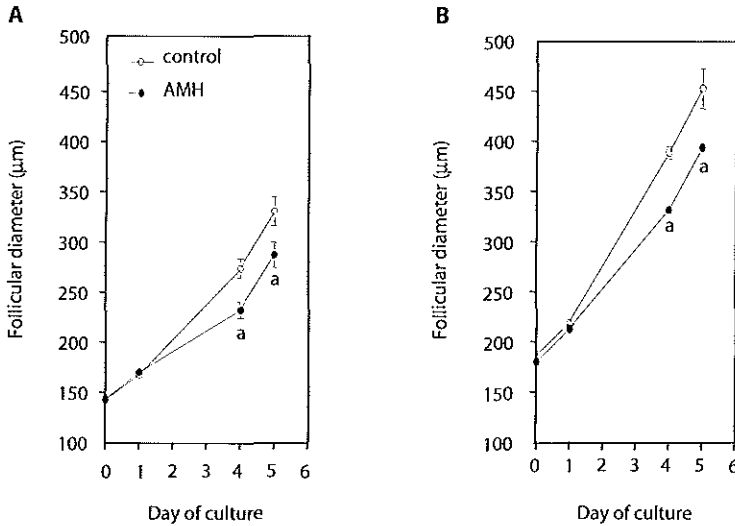 A
500
450
400
350
300
250
200
150
100
Follicular diameter (μm)
control
AMH
a
a
0 1 2 3 4 5 6
Day of culture
B
500
450
400
350
300
250
200
150
100
Follicular diameter (μm)
a
a
0 1 2 3 4 5 6
Day of culture